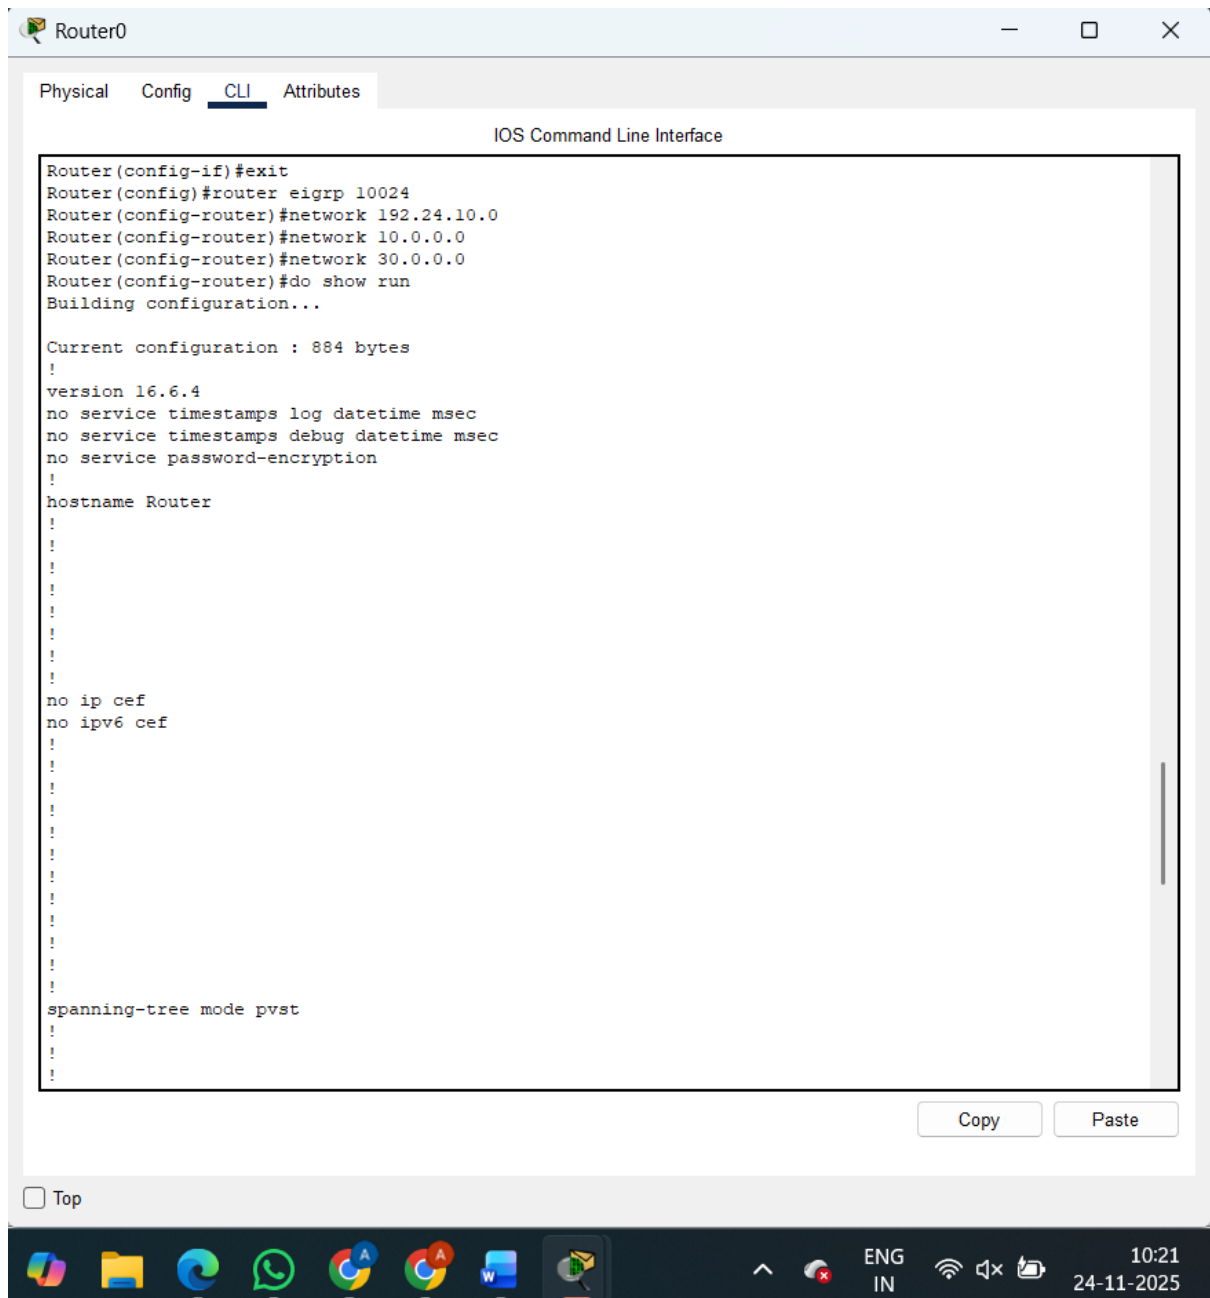 Router0
Physical Config CLI Attributes
IOS Command Line Interface
Router(config-if)#exit
Router(config)#router eigrp 10024
Router(config-router)#network 192.24.10.0
Router(config-router)#network 10.0.0.0
Router(config-router)#network 30.0.0.0
Router(config-router)#do show run
Building configuration...
Current configuration : 884 bytes
!
version 16.6.4
no service timestamps log datetime msec
no service timestamps debug datetime msec
no service password-encryption
!
hostname Router
!
!
!
!
!
!
!
!
no ip cef
no ipv6 cef
!
!
!
!
!
!
!
!
!
!
!
!
spanning-tree mode pvst
!
!
!
Copy Paste
Top
A A W ENG 10:21
IN 24-11-2025